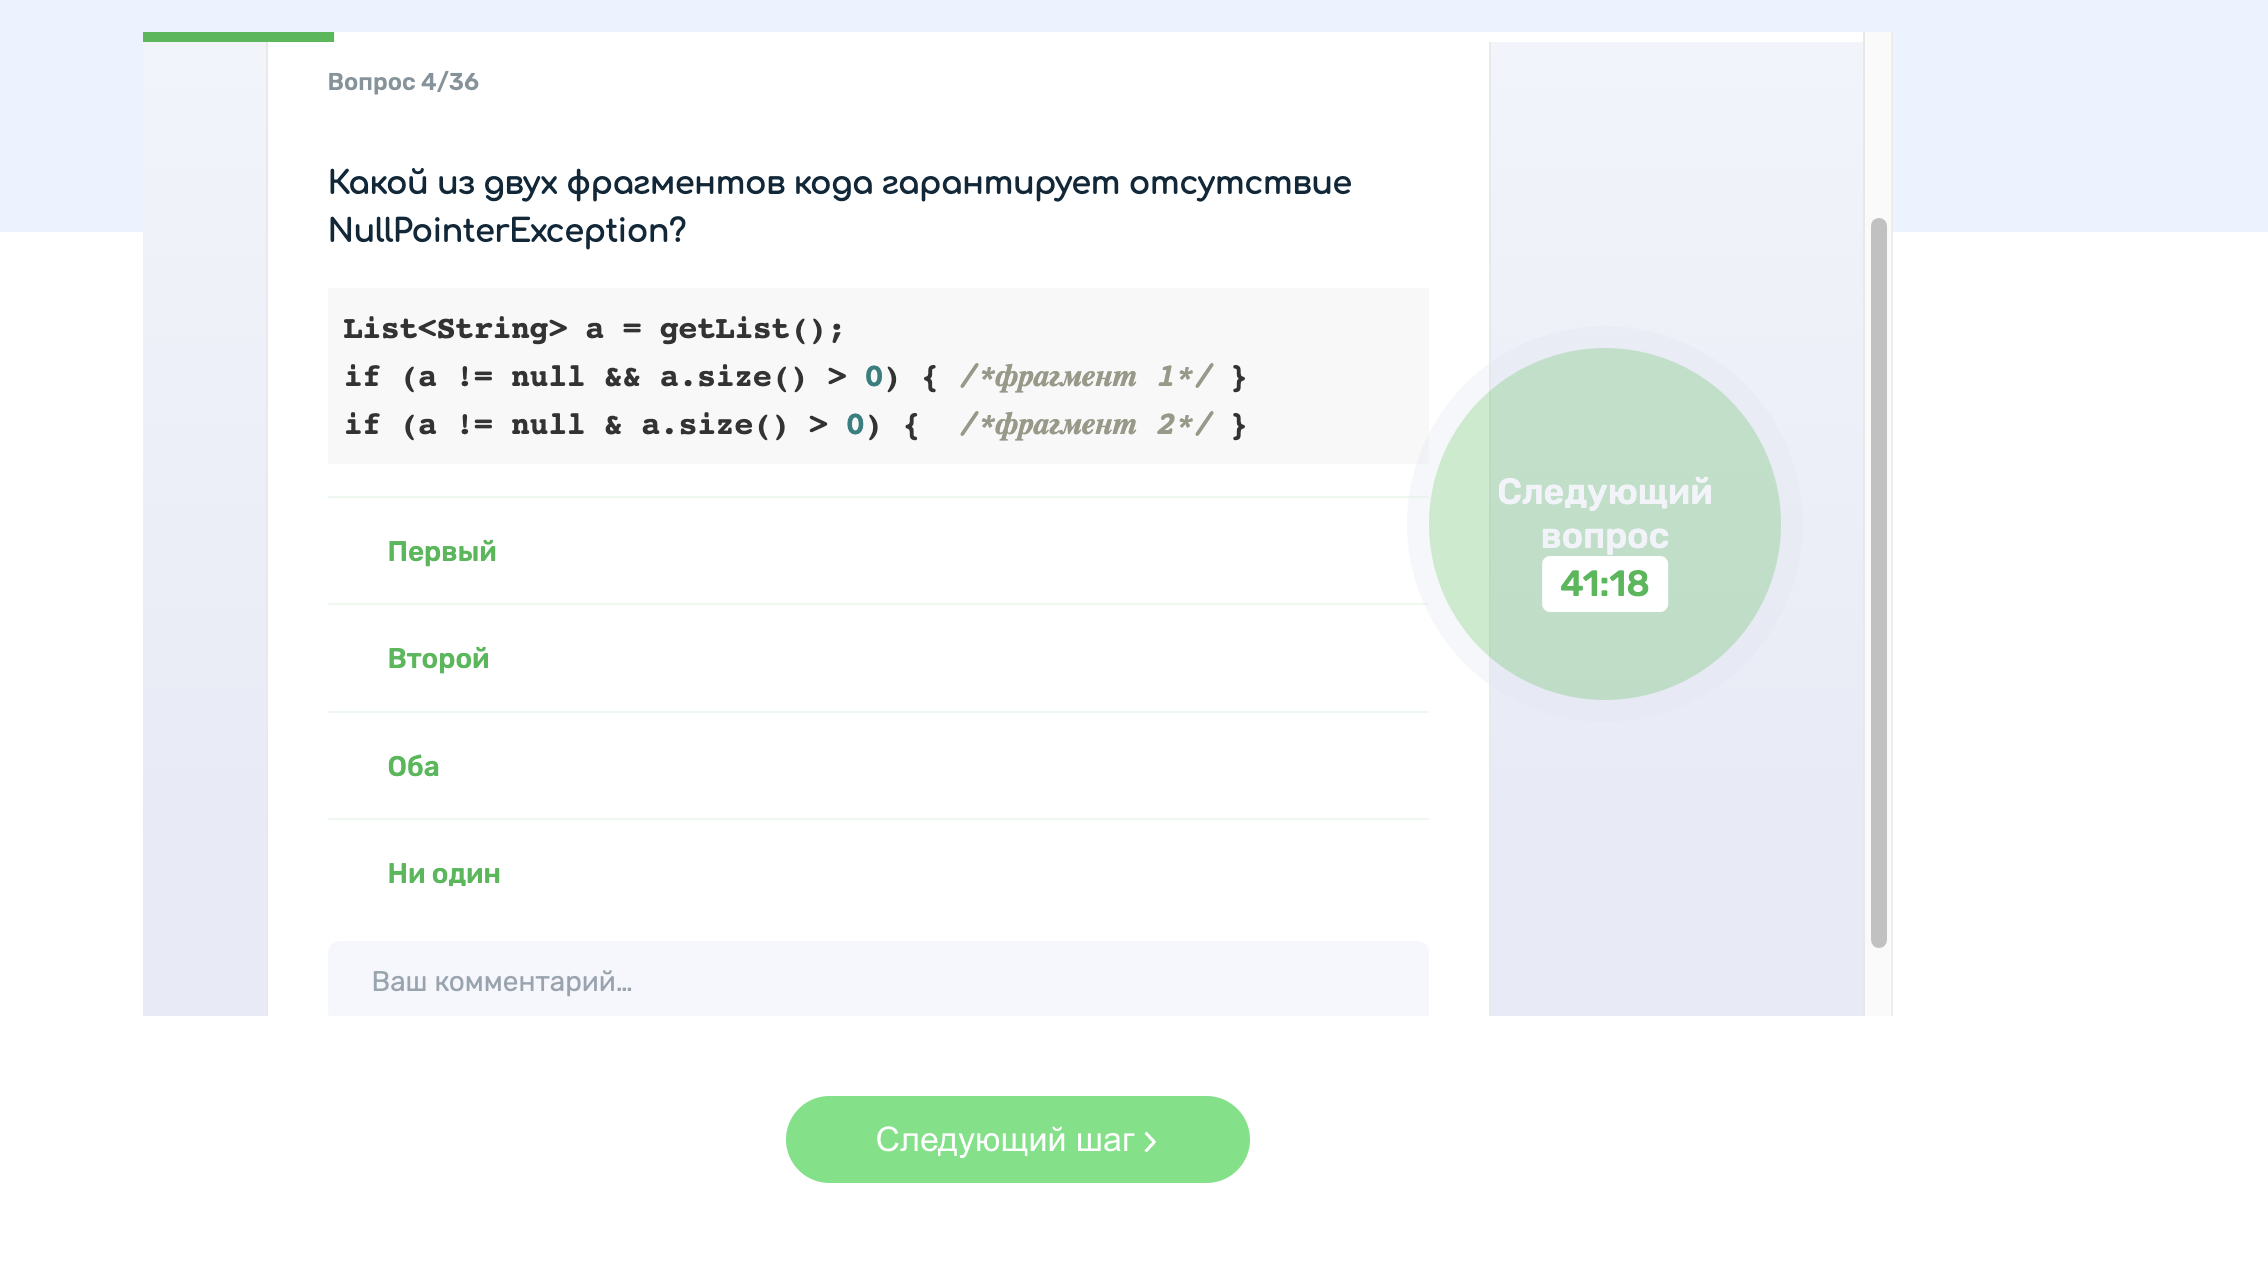 Вопрос 4/36
Какой из двух фрагментов кода гарантирует отсутствие
NullPointerException?
List<String> a = getList();
if (a != null && a.size() > 0) { /*фрагмент 1*/ }
if (a != null & a.size() > 0) {  /*фрагмент 2*/ }
Первый
Второй
Оба
Ни один
Ваш комментарий...
Следующий
вопрос
41:18
Следующий шаг >